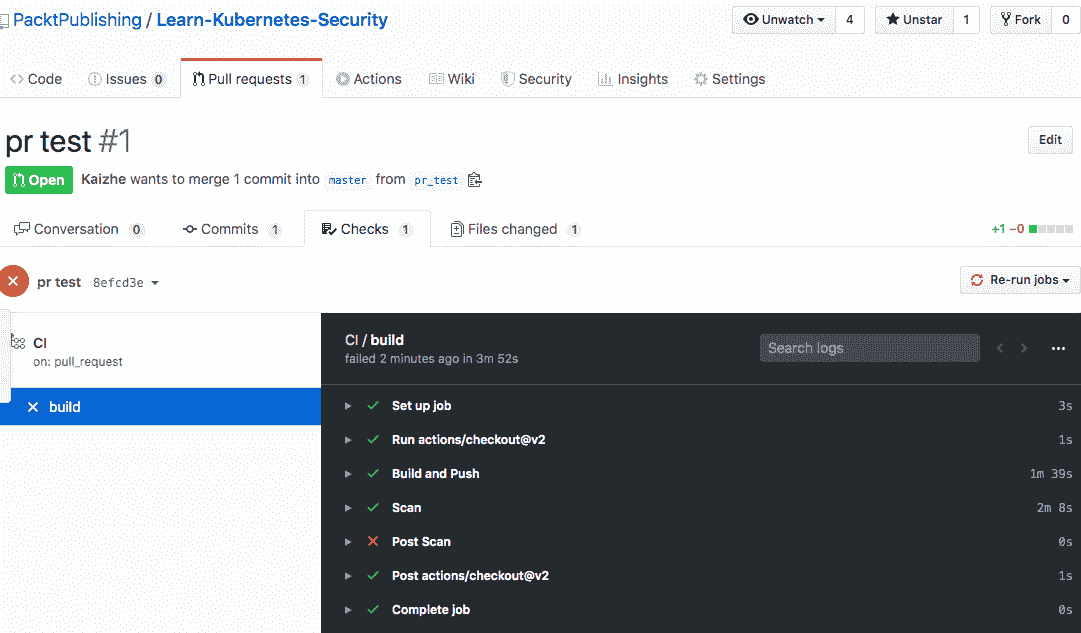 PacktPublishing / Learn-Kubernetes-Security
Unwatch 4 Unstar 1 Fork 0
Code Issues 0 Pull requests 1 Actions Wiki Security Insights Settings
pr test #1
Edit
Open Kaizhe wants to merge 1 commit into master from pr_test
Conversation 0 Commits 1 Checks 1 Files changed 1 +1 −0
pr test 8efcd3e
Re-run jobs
CI
on: pull_request
build
CI / build
failed 2 minutes ago in 3m 52s
Search logs
Set up job 3s
Run actions/checkout@v2 1s
Build and Push 1m 39s
Scan 2m 8s
Post Scan 0s
Post actions/checkout@v2 1s
Complete job 0s